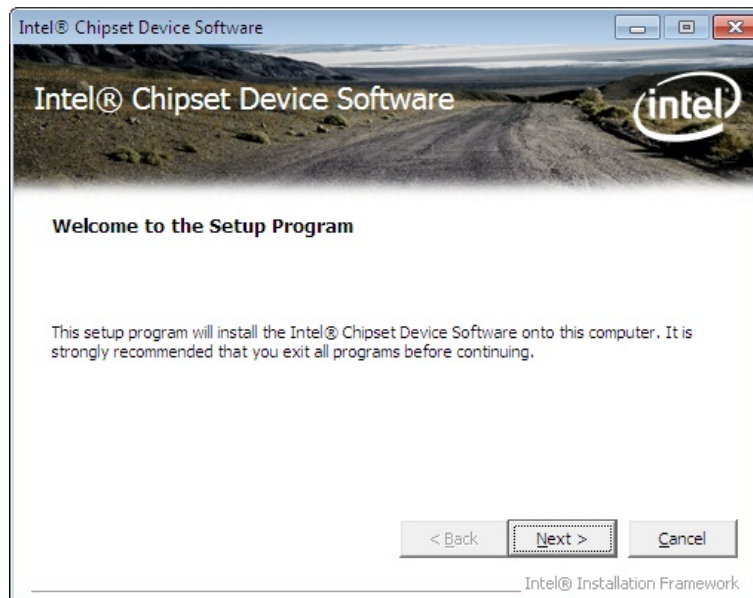 Intel® Chipset Device Software
Intel® Chipset Device Software
intel
Welcome to the Setup Program
This setup program will install the Intel® Chipset Device Software onto this computer. It is
strongly recommended that you exit all programs before continuing.
< Back Next > Cancel
Intel® Installation Framework